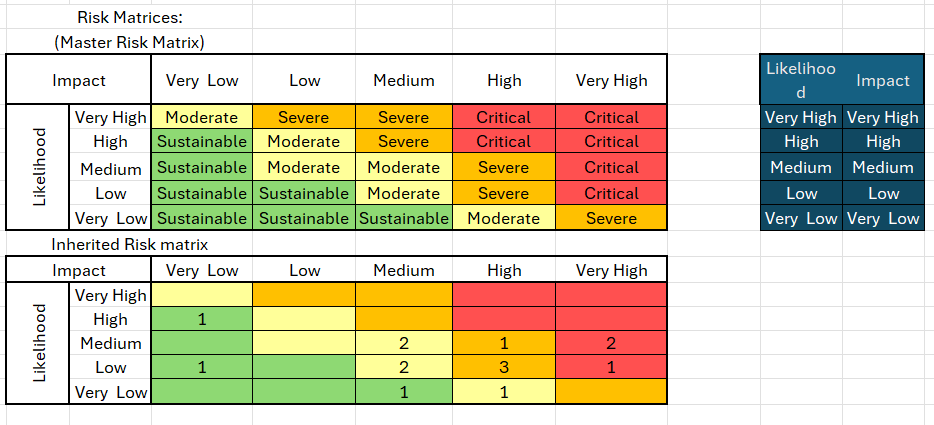 Risk Matrices:
(Master Risk Matrix)
Impact Very Low Low Medium High Very High
Likelihood
Very High Moderate Severe Severe Critical Critical
High Sustainable Moderate Severe Critical Critical
Medium Sustainable Moderate Moderate Severe Critical
Low Sustainable Sustainable Moderate Severe Critical
Very Low Sustainable Sustainable Sustainable Moderate Severe
Likelihoo
d
Impact
Very High Very High
High High
Medium Medium
Low Low
Very Low Very Low
Inherited Risk matrix
Impact Very Low Low Medium High Very High
Likelihood
Very High
High 1
Medium 2 1 2
Low 1 2 3 1
Very Low 1 1